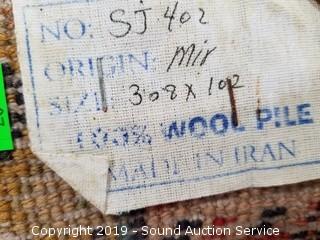 NO: SJ 402
ORIGIN: Mir
SIZE: 308 x 102
100% WOOL PILE
MADE IN IRAN
Copyright 2019 - Sound Auction Service